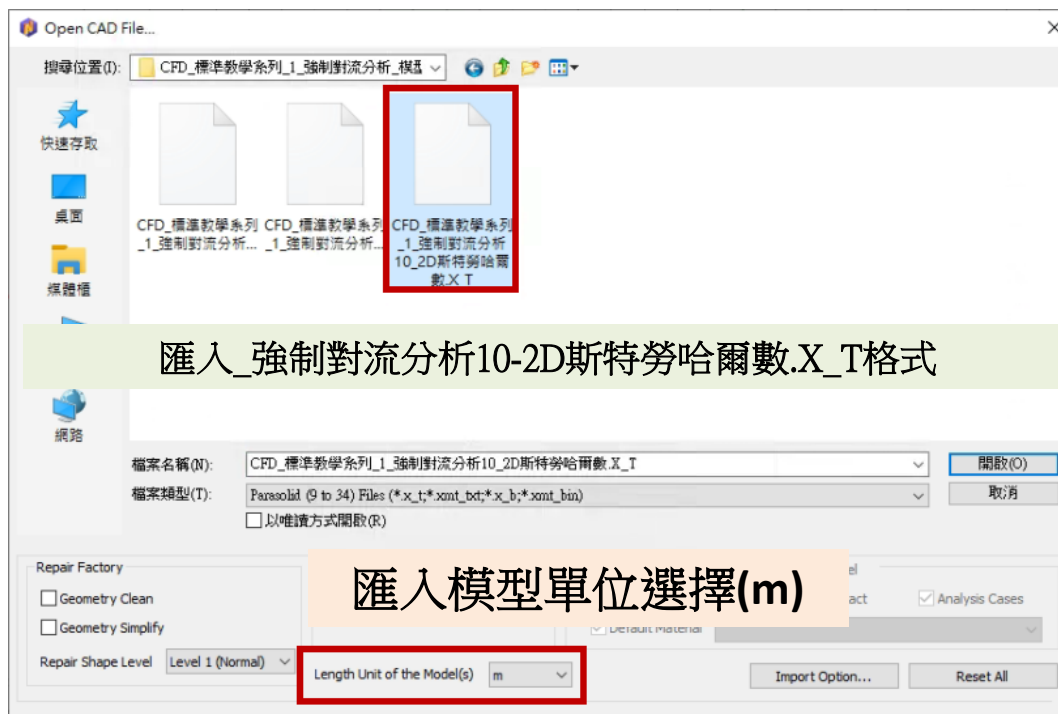 Open CAD File...
搜尋位置(I):
CFD_標準教學系列_1_強制對流分析_模型
快速存取
桌面
媒體櫃
網路
CFD_標準教學系列
_1_強制對流分析...
CFD_標準教學系列
_1_強制對流分析...
CFD_標準教學系列
_1_強制對流分析
10_2D斯特勞哈爾
數.X_T
匯入_強制對流分析10-2D斯特勞哈爾數.X_T格式
檔案名稱(N):
CFD_標準教學系列_1_強制對流分析10_2D斯特勞哈爾數.X_T
開啟(O)
檔案類型(T):
Parasolid (9 to 34) Files (*.x_t;*.xmt_txt;*.x_b;*.xmt_bin)
取消
以唯讀方式開啟(R)
匯入模型單位選擇(m)
Repair Factory
Geometry Clean
Geometry Simplify
Repair Shape Level
Level 1 (Normal)
Length Unit of the Model(s)
m
Analysis Cases
Default Material
Import Option...
Reset All